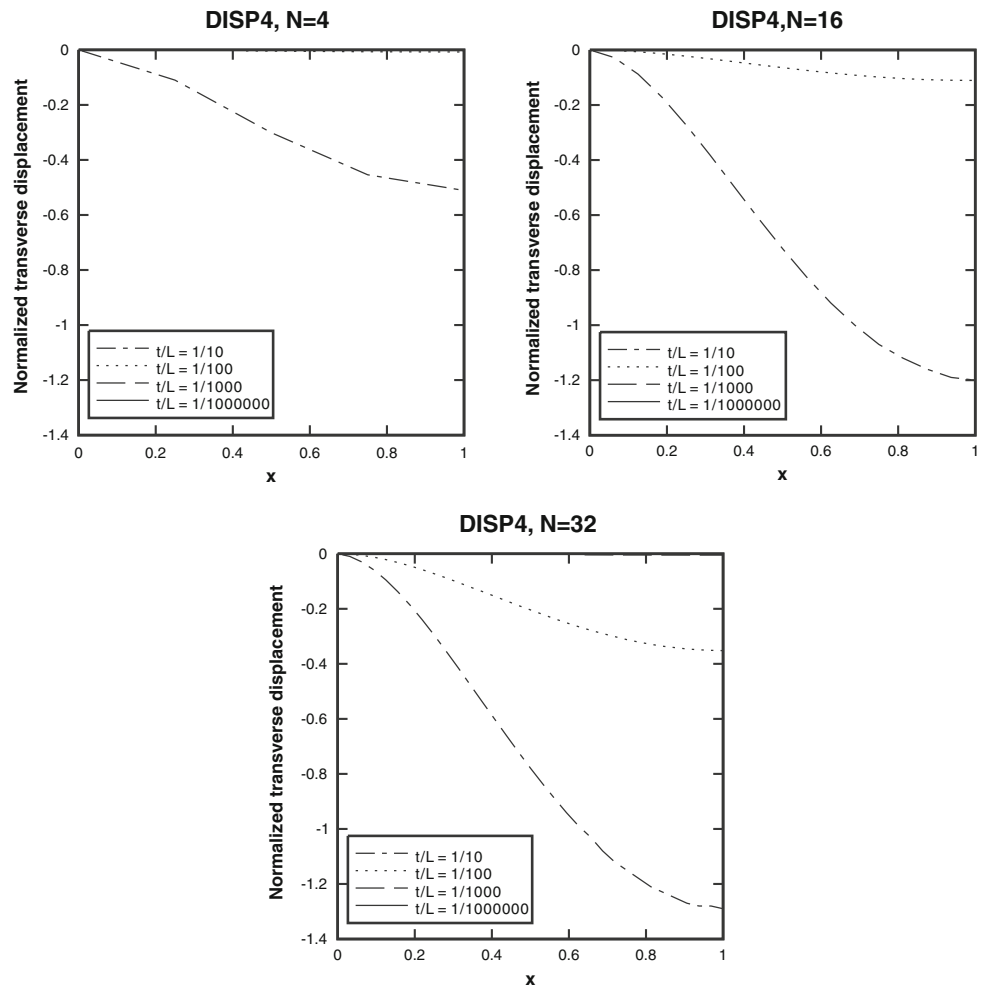 DISP4, N=4
0
-0.2
-0.4
-0.6
-0.8
-1
-1.2
-1.4
Normalized transverse displacement
t/L = 1/10
t/L = 1/100
t/L = 1/1000
t/L = 1/1000000
0 0.2 0.4 0.6 0.8 1
x
DISP4,N=16
0
-0.2
-0.4
-0.6
-0.8
-1
-1.2
-1.4
Normalized transverse displacement
t/L = 1/10
t/L = 1/100
t/L = 1/1000
t/L = 1/1000000
0 0.2 0.4 0.6 0.8 1
x
DISP4, N=32
0
-0.2
-0.4
-0.6
-0.8
-1
-1.2
-1.4
Normalized transverse displacement
t/L = 1/10
t/L = 1/100
t/L = 1/1000
t/L = 1/1000000
0 0.2 0.4 0.6 0.8 1
x